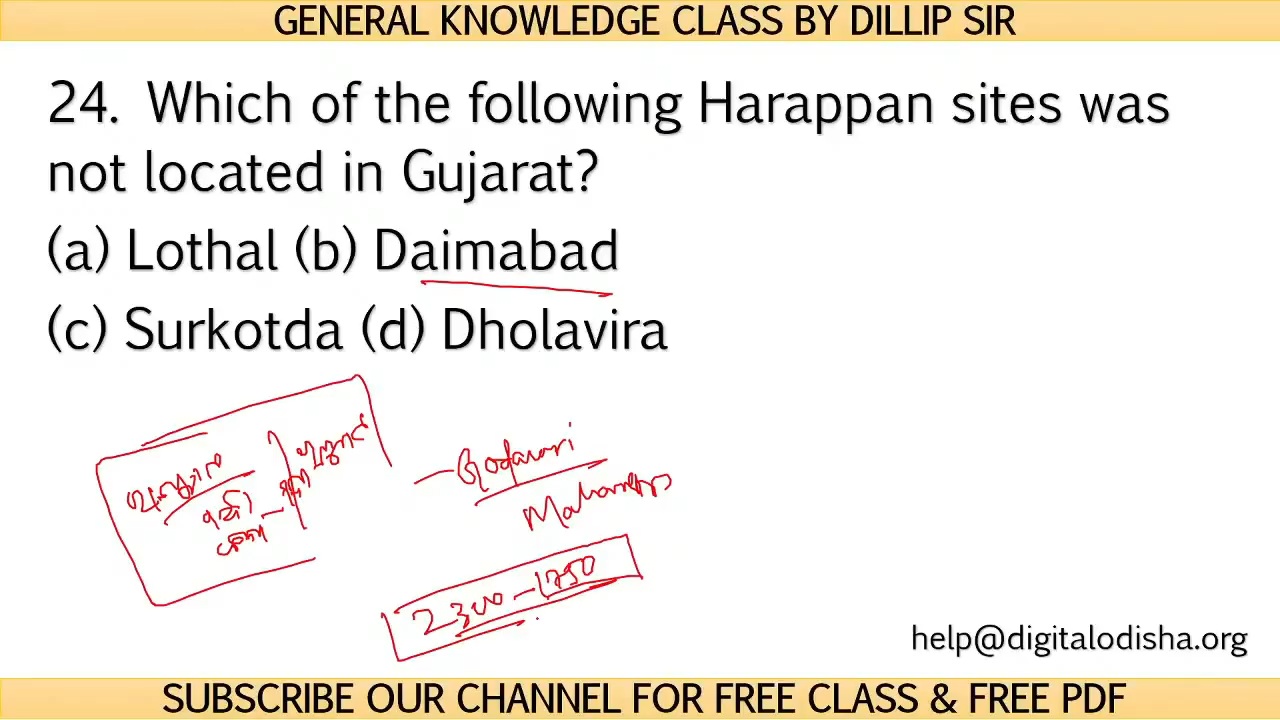 GENERAL KNOWLEDGE CLASS BY DILLIP SIR
24. Which of the following Harappan sites was
not located in Gujarat?
(a) Lothal (b) Daimabad
(c) Surkotda (d) Dholavira
Godavari
2300-1750
help@digitalodisha.org
SUBSCRIBE OUR CHANNEL FOR FREE CLASS & FREE PDF